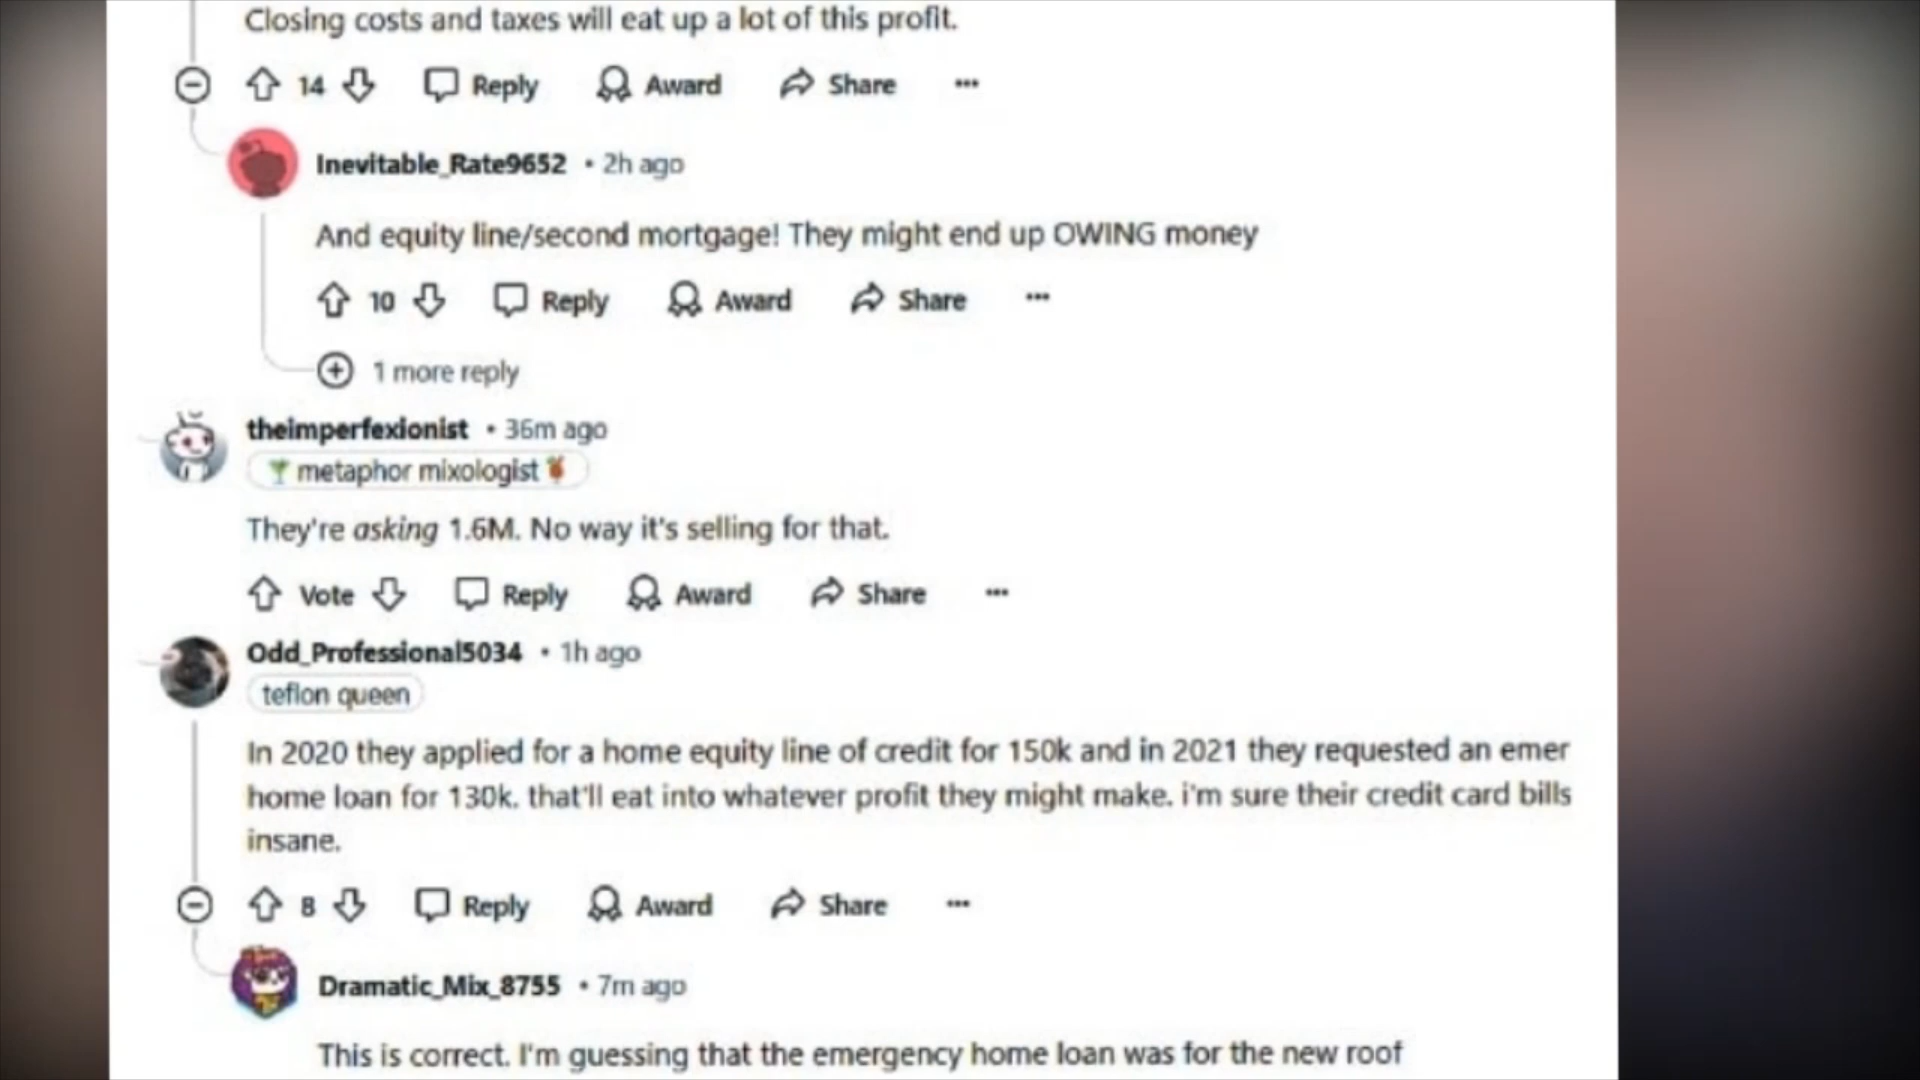 Closing costs and taxes will eat up a lot of this profit.
14 Reply Award Share ...
Inevitable_Rate9652 • 2h ago
And equity line/second mortgage! They might end up OWING money
10 Reply Award Share ...
1 more reply
theimperfexionist • 36m ago
🍸 metaphor mixologist 🍹
They're asking 1.6M. No way it's selling for that.
Vote Reply Award Share ...
Odd_Professional5034 • 1h ago
teflon queen
In 2020 they applied for a home equity line of credit for 150k and in 2021 they requested an emer
home loan for 130k. that'll eat into whatever profit they might make. i'm sure their credit card bills
insane.
8 Reply Award Share ...
Dramatic_Mix_8755 • 7m ago
This is correct. I'm guessing that the emergency home loan was for the new roof